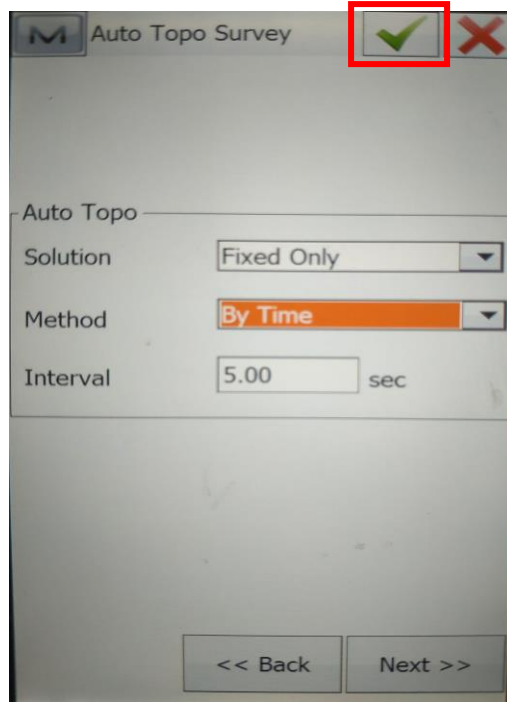 M Auto Topo Survey
Auto Topo
Solution Fixed Only
Method By Time
Interval 5.00 sec
<< Back Next >>